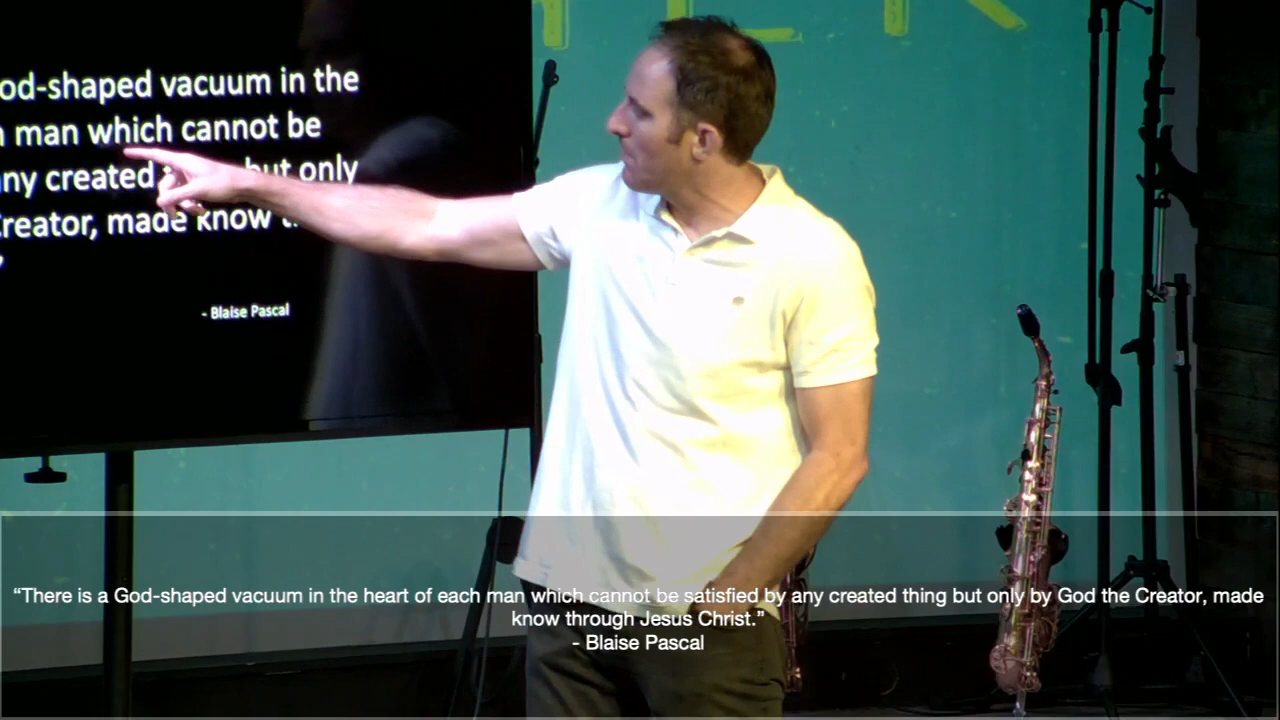 od-shaped vacuum in the
man which cannot be
any created but only
Creator, made know
- Blaise Pascal
“There is a God-shaped vacuum in the heart of each man which cannot be satisfied by any created thing but only by God the Creator, made
know through Jesus Christ.”
- Blaise Pascal